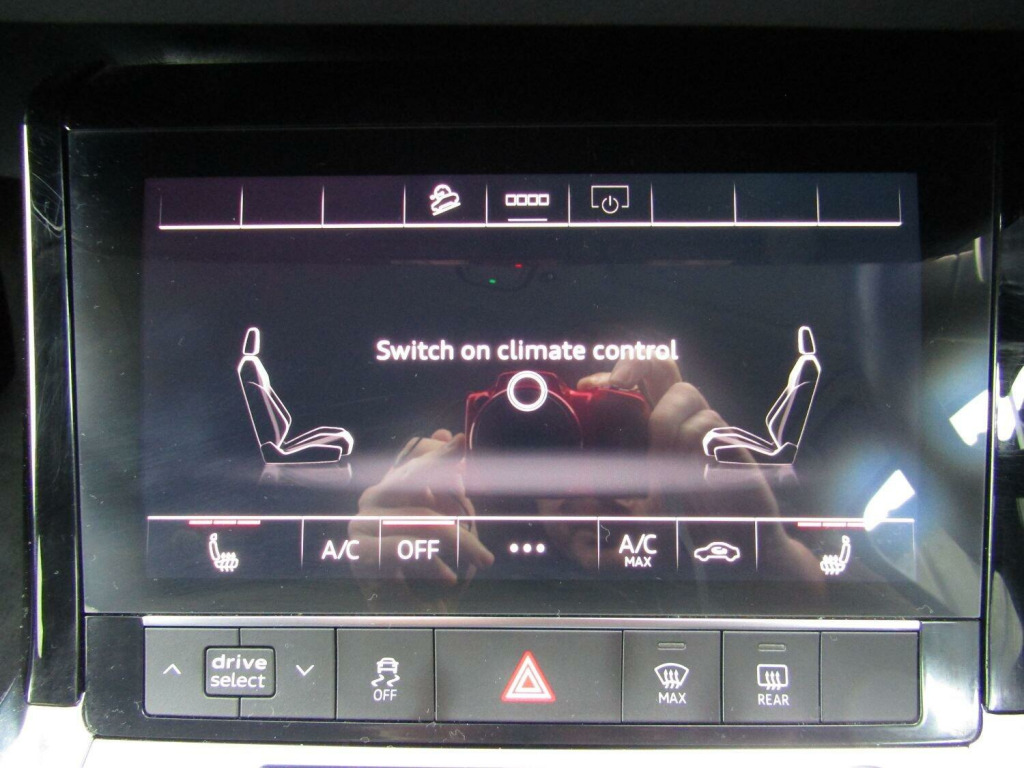 Switch on climate control
A/C
OFF
•••
A/C
MAX
drive
select
OFF
MAX
REAR